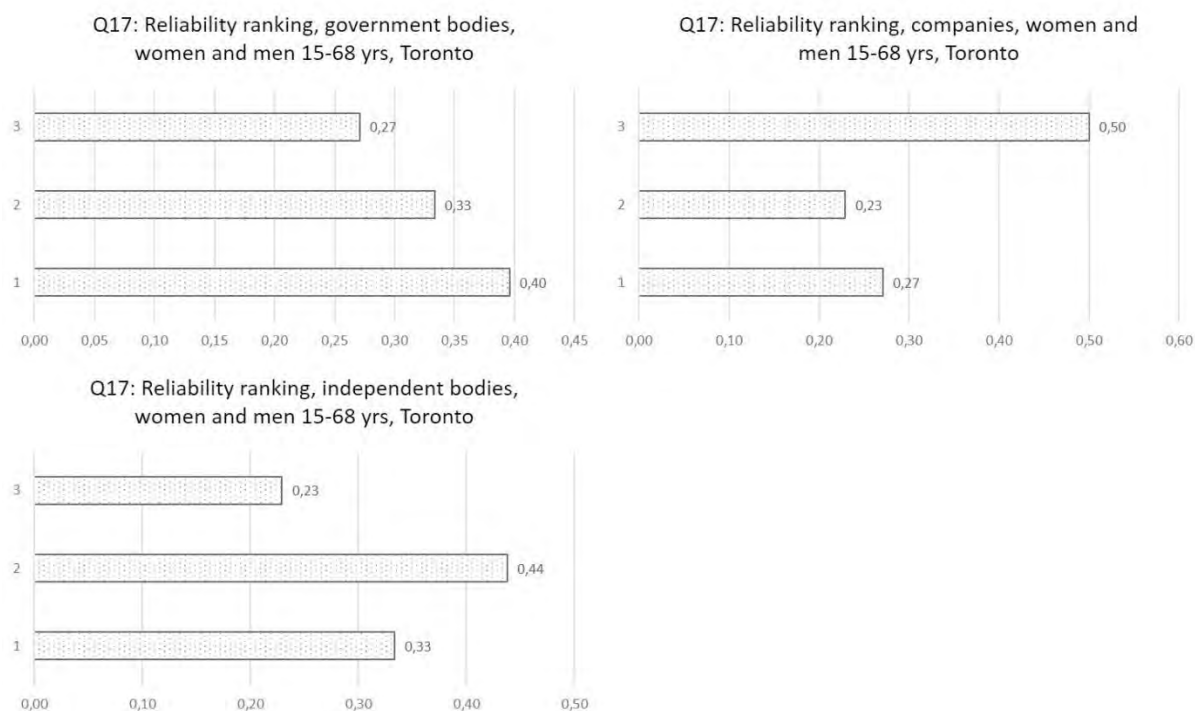 Q17: Reliability ranking, government bodies,
women and men 15-68 yrs, Toronto
3
0,27
2
0,33
1
0,40
0,00 0,05 0,10 0,15 0,20 0,25 0,30 0,35 0,40 0,45
Q17: Reliability ranking, companies, women and
men 15-68 yrs, Toronto
3
0,50
2
0,23
1
0,27
0,00 0,10 0,20 0,30 0,40 0,50 0,60
Q17: Reliability ranking, independent bodies,
women and men 15-68 yrs, Toronto
3
0,23
2
0,44
1
0,33
0,00 0,10 0,20 0,30 0,40 0,50